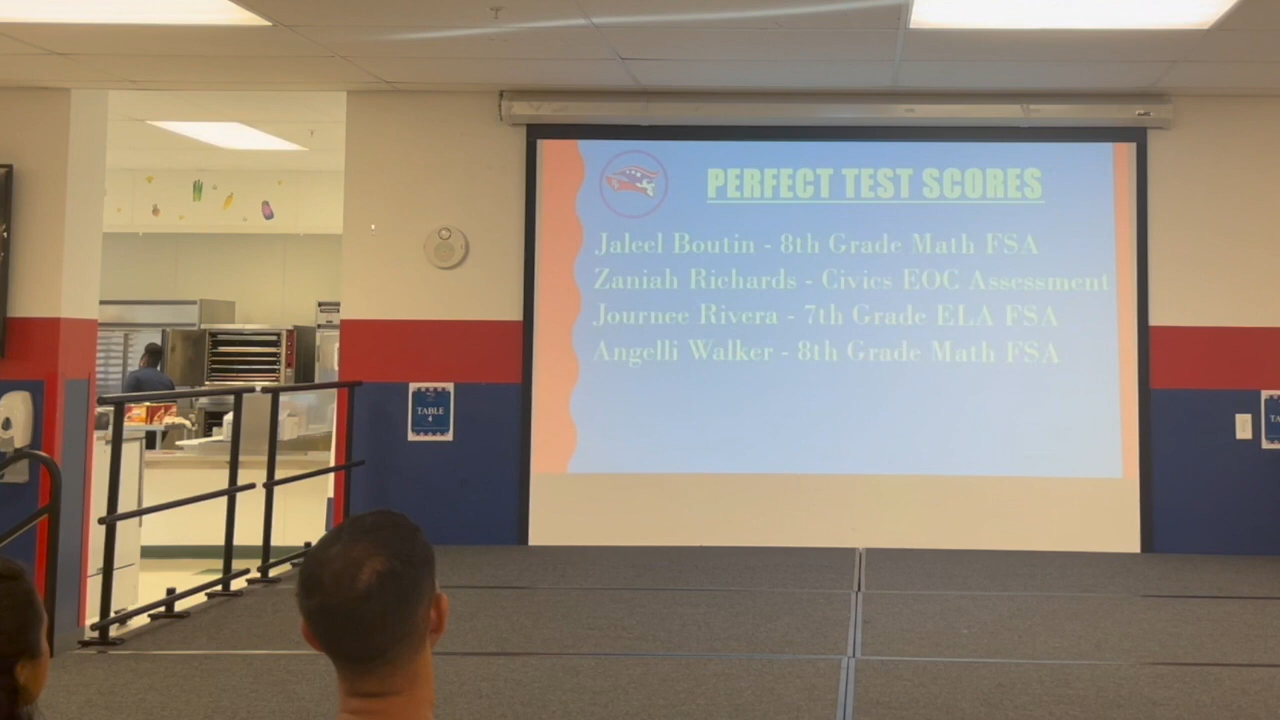 PERFECT TEST SCORES
Jaleel Boutin - 8th Grade Math FSA
Zaniah Richards - Civics EOC Assessment
Journee Rivera - 7th Grade ELA FSA
Angelli Walker - 8th Grade Math FSA
TABLE
4
TA